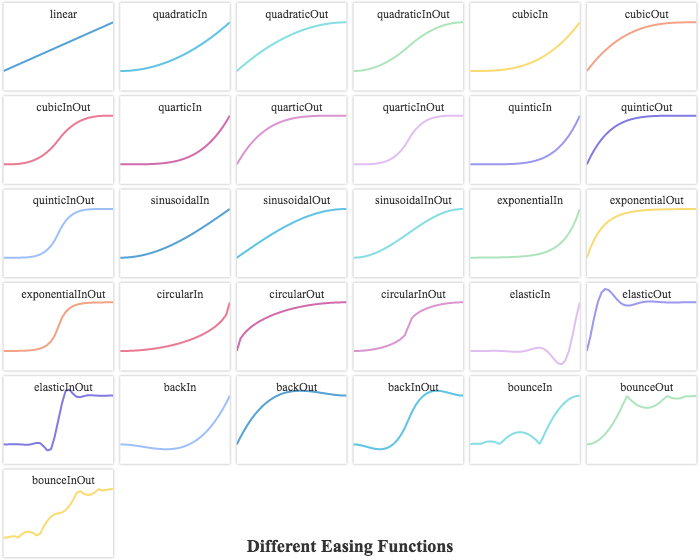 linear
quadraticIn
quadraticOut
quadraticInOut
cubicIn
cubicOut
cubicInOut
quarticIn
quarticOut
quarticInOut
quinticIn
quinticOut
quinticInOut
sinusoidalIn
sinusoidalOut
sinusoidalInOut
exponentialIn
exponentialOut
exponentialInOut
circularIn
circularOut
circularInOut
elasticIn
elasticOut
elasticInOut
backIn
backOut
backInOut
bounceIn
bounceOut
bounceInOut
Different Easing Functions